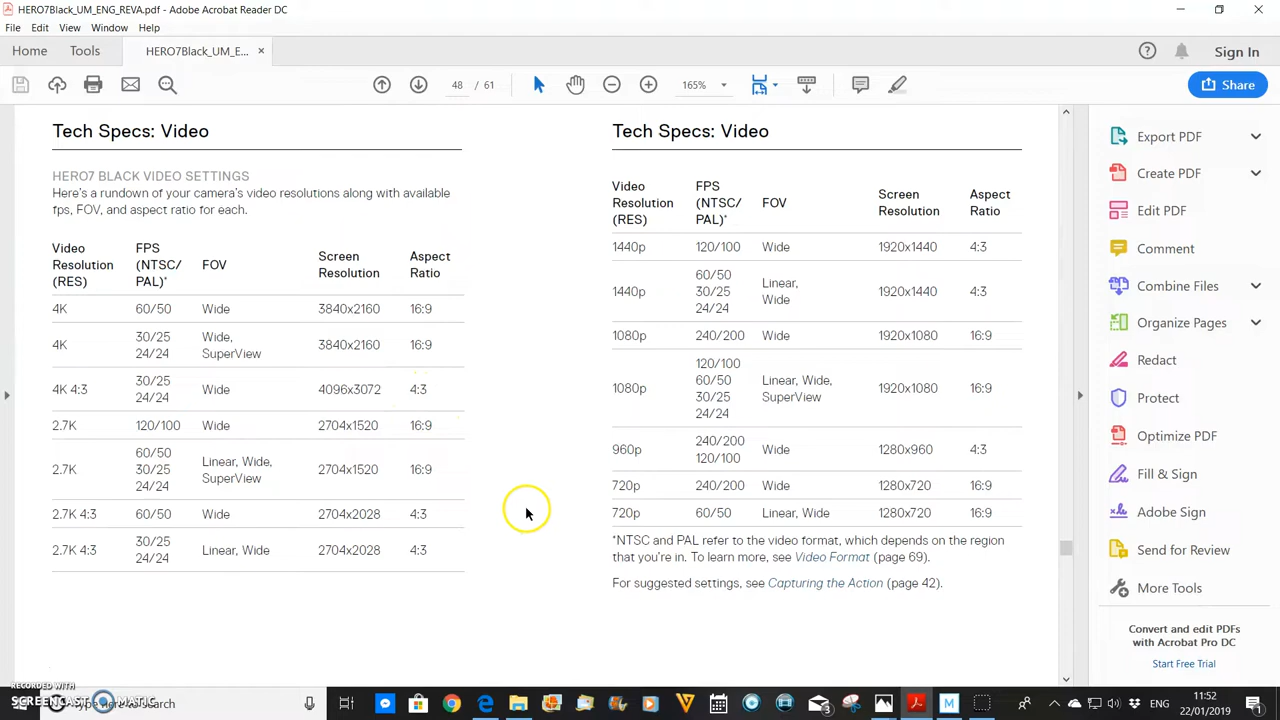 HERO7Black_UM_ENG_REVA.pdf - Adobe Acrobat Reader DC
File Edit View Window Help
Home Tools HERO7Black_UM_E... × Sign In
48 / 61 165% Share
Tech Specs: Video
HERO7 BLACK VIDEO SETTINGS
Here's a rundown of your camera's video resolutions along with available
fps, FOV, and aspect ratio for each.
Video Resolution (RES) FPS (NTSC/ PAL)* FOV Screen Resolution Aspect Ratio
4K 60/50 Wide 3840x2160 16:9
4K 30/25 24/24 Wide, SuperView 3840x2160 16:9
4K 4:3 30/25 24/24 Wide 4096x3072 4:3
2.7K 120/100 Wide 2704x1520 16:9
2.7K 60/50 30/25 24/24 Linear, Wide, SuperView 2704x1520 16:9
2.7K 4:3 60/50 Wide 2704x2028 4:3
2.7K 4:3 30/25 24/24 Linear, Wide 2704x2028 4:3
Tech Specs: Video
Video Resolution (RES) FPS (NTSC/ PAL)* FOV Screen Resolution Aspect Ratio
1440p 120/100 Wide 1920x1440 4:3
1440p 60/50 30/25 24/24 Linear, Wide 1920x1440 4:3
1080p 240/200 Wide 1920x1080 16:9
1080p 120/100 60/50 30/25 24/24 Linear, Wide, SuperView 1920x1080 16:9
960p 240/200 120/100 Wide 1280x960 4:3
720p 240/200 Wide 1280x720 16:9
720p 60/50 Linear, Wide 1280x720 16:9
*NTSC and PAL refer to the video format, which depends on the region
that you're in. To learn more, see Video Format (page 69).
For suggested settings, see Capturing the Action (page 42).
Export PDF
Create PDF
Edit PDF
Comment
Combine Files
Organize Pages
Redact
Protect
Optimize PDF
Fill & Sign
Adobe Sign
Send for Review
More Tools
Convert and edit PDFs
with Acrobat Pro DC
Start Free Trial
RECORDED WITH
SCREENCAST MATIC
Type here to search
ENG 11:52
22/01/2019